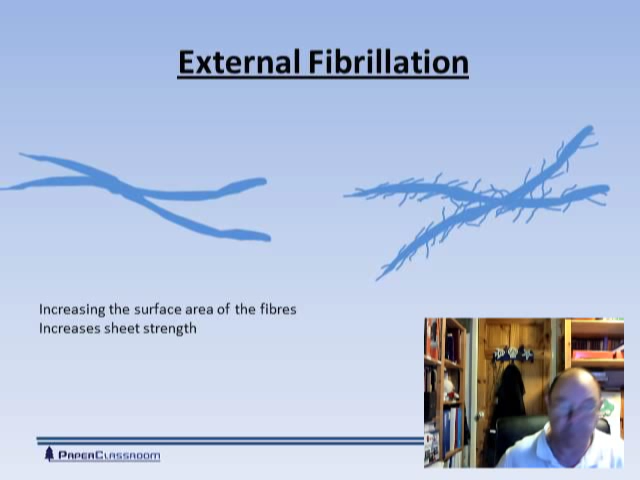 External Fibrillation
Increasing the surface area of the fibres
Increases sheet strength
PAPERCLASSROOM